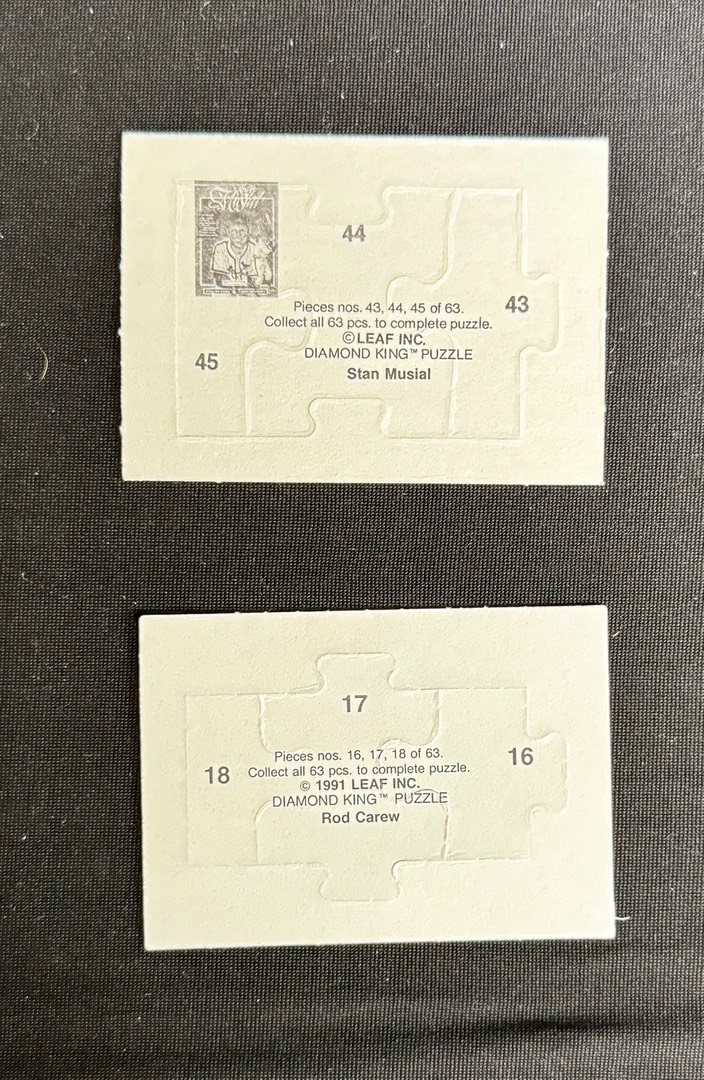 Musial
44
Pieces nos. 43, 44, 45 of 63.
43
Collect all 63 pcs. to complete puzzle.
©LEAF INC.
DIAMOND KING™ PUZZLE
45
Stan Musial
17
Pieces nos. 16, 17, 18 of 63.
16
18
Collect all 63 pcs. to complete puzzle.
© 1991 LEAF INC.
DIAMOND KING™ PUZZLE
Rod Carew